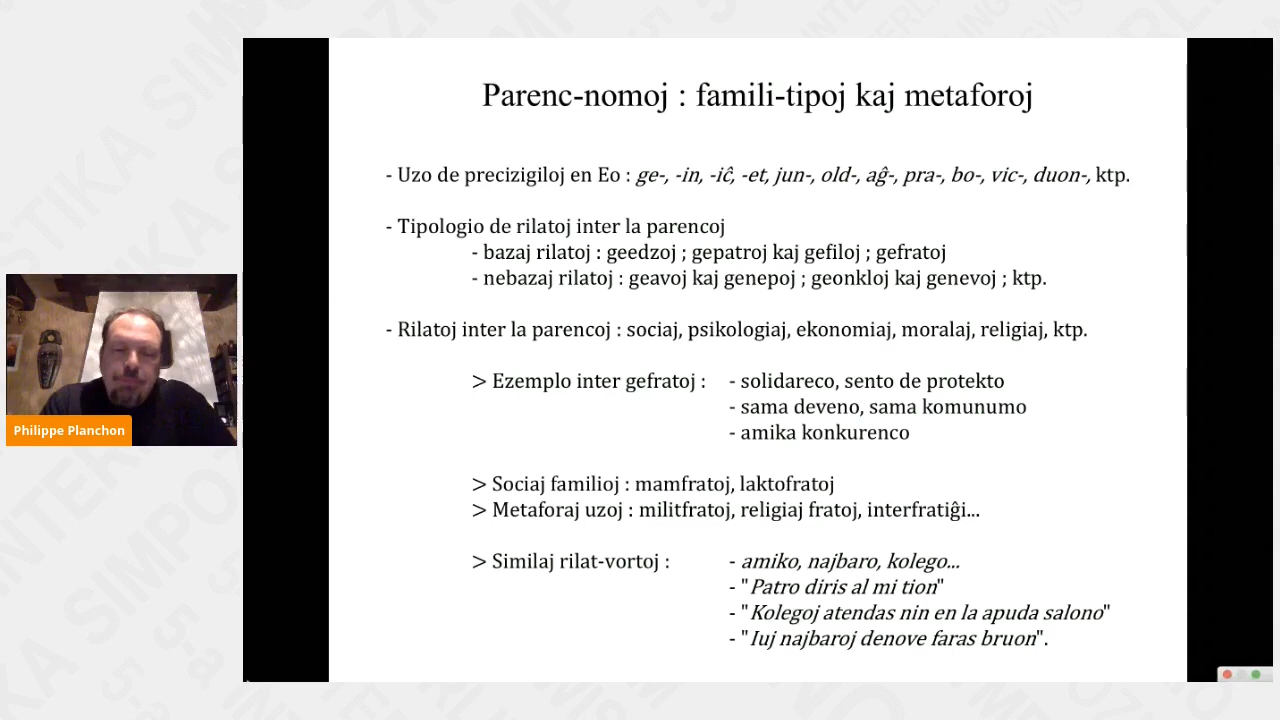 Parenc-nomoj : famili-tipoj kaj metaforoj
- Uzo de precizigiloj en Eo : ge-, -in, -iĉ, -et, jun-, old-, aĝ-, pra-, bo-, vic-, duon-, ktp.
- Tipologio de rilatoj inter la parencoj
- bazaj rilatoj : geedzoj ; gepatroj kaj gefiloj ; gefratoj
- nebazaj rilatoj : geavoj kaj genepoj ; geonkloj kaj genevoj ; ktp.
- Rilatoj inter la parencoj : sociaj, psikologiaj, ekonomiaj, moralaj, religiaj, ktp.
> Ezemplo inter gefratoj : - solidareco, sento de protekto
- sama deveno, sama komunumo
- amika konkurenco
> Sociaj familioj : mamfratoj, laktofratoj
> Metaforaj uzoj : militfratoj, religiaj fratoj, interfratiĝi...
> Similaj rilat-vortoj : - amiko, najbaro, kolego...
- "Patro diris al mi tion"
- "Kolegoj atendas nin en la apuda salono"
- "Iuj najbaroj denove faras bruon".
Philippe Planchon